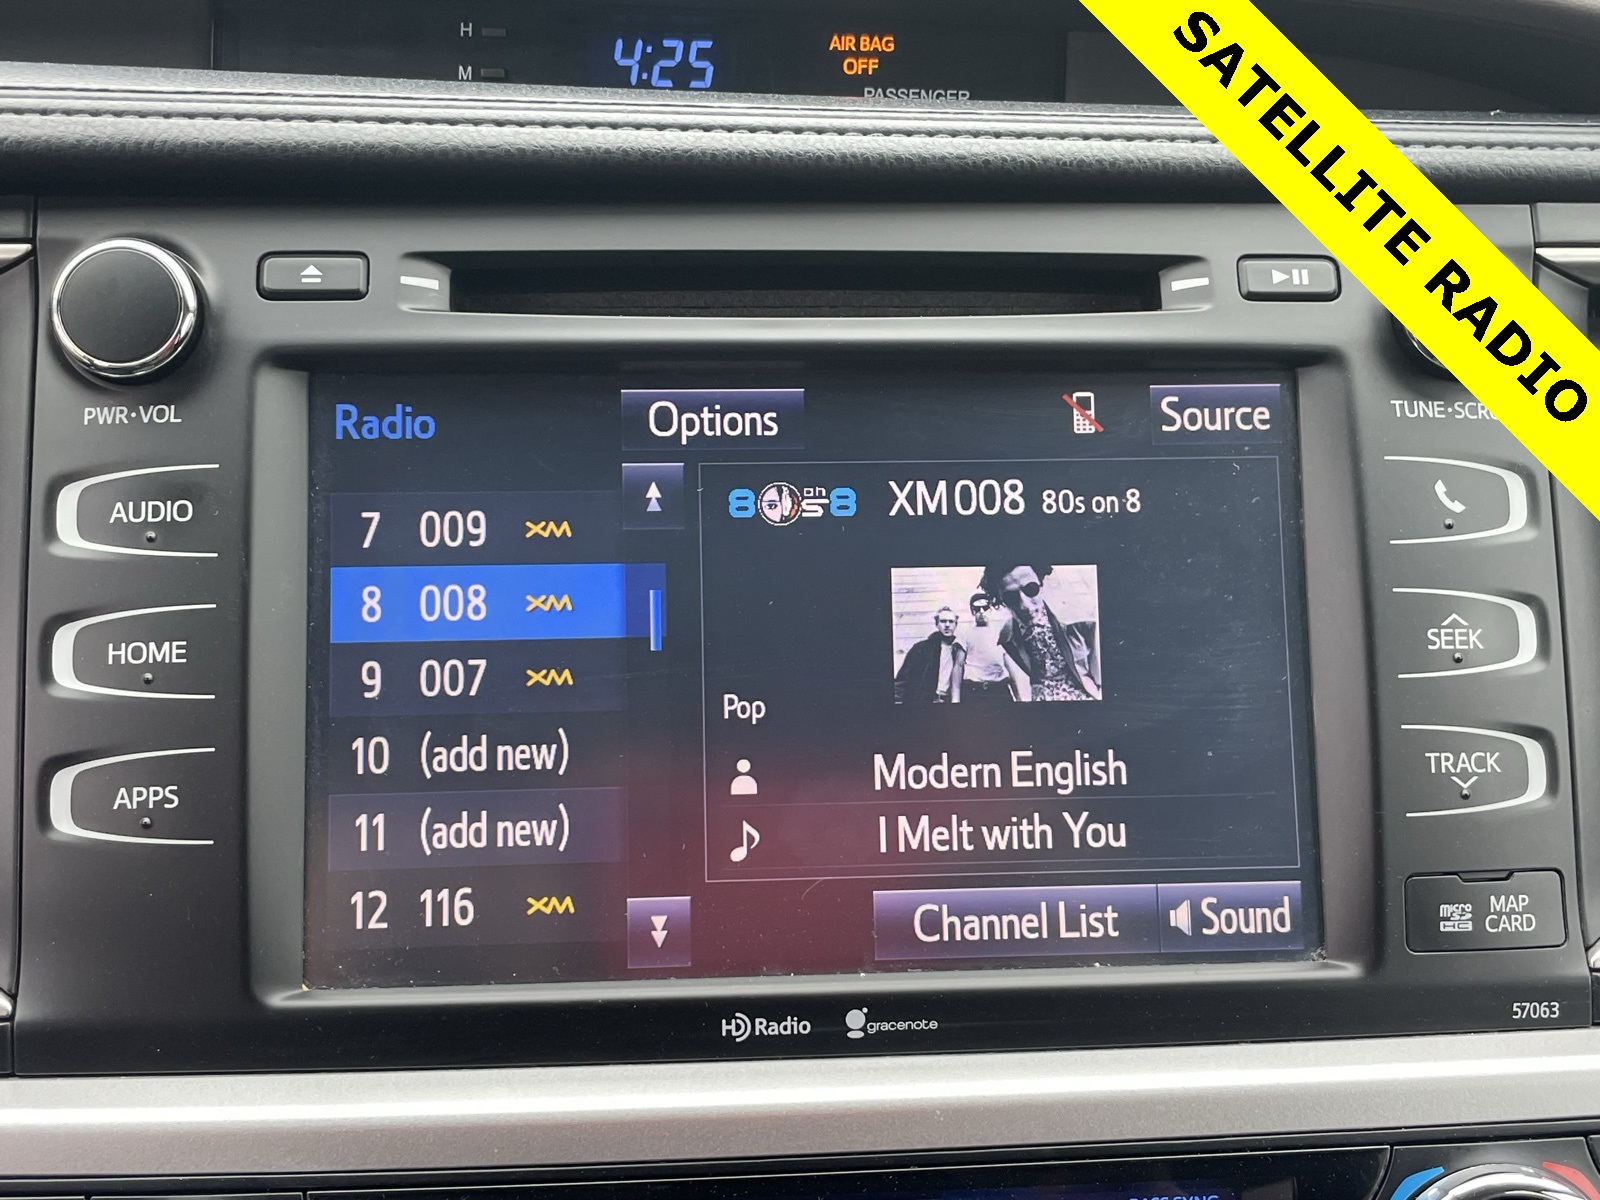 H
M
4:25
AIR BAG
OFF
PASSENGER
SATELLITE RADIO
PWR•VOL
AUDIO
HOME
APPS
Radio
Options
Source
7 009 XM
8 008 XM
9 007 XM
10 (add new)
11 (add new)
12 116 XM
80s on 8
XM008 80s on 8
Pop
Modern English
I Melt with You
Channel List
Sound
SEEK
TRACK
micro SD HC
MAP
CARD
57063
HD Radio
gracenote